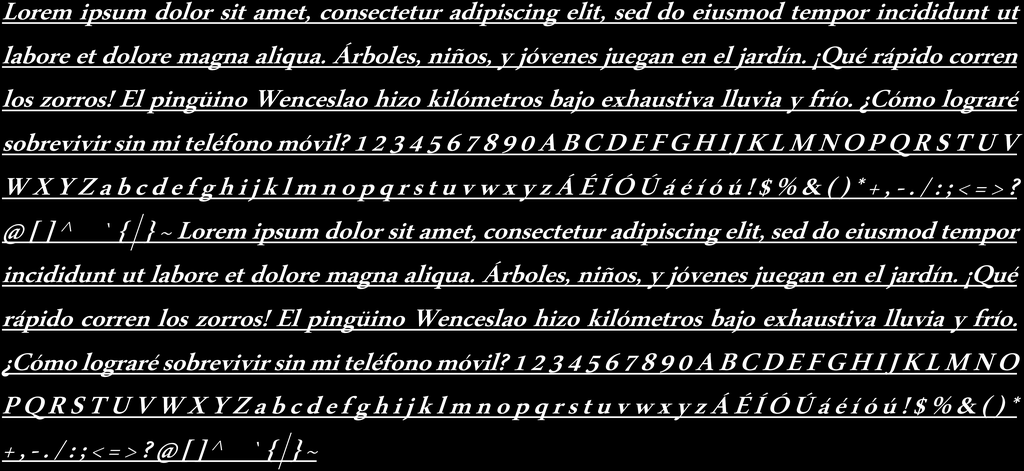 Lorem ipsum dolor sit amet, consectetur adipiscing elit, sed do eiusmod tempor incididunt ut
labore et dolore magna aliqua. Árboles, niños, y jóvenes juegan en el jardín. ¡Qué rápido corren
los zorros! El pingüino Wenceslao hizo kilómetros bajo exhaustiva lluvia y frío. ¿Cómo lograré
sobrevivir sin mi teléfono móvil? 1 2 3 4 5 6 7 8 9 0 A B C D E F G H I J K L M N O P Q R S T U V
W X Y Z a b c d e f g h i j k l m n o p q r s t u v w x y z Á É Í Ó Ú á é í ó ú ! $ % & ( ) * + , - . / : ; < = > ?
@ [ ] ^ _ ` { | } ~ Lorem ipsum dolor sit amet, consectetur adipiscing elit, sed do eiusmod tempor
incididunt ut labore et dolore magna aliqua. Árboles, niños, y jóvenes juegan en el jardín. ¡Qué
rápido corren los zorros! El pingüino Wenceslao hizo kilómetros bajo exhaustiva lluvia y frío.
¿Cómo lograré sobrevivir sin mi teléfono móvil? 1 2 3 4 5 6 7 8 9 0 A B C D E F G H I J K L M N O
P Q R S T U V W X Y Z a b c d e f g h i j k l m n o p q r s t u v w x y z Á É Í Ó Ú á é í ó ú ! $ % & ( ) *
+ , - . / : ; < = > ? @ [ ] ^ _ ` { | } ~